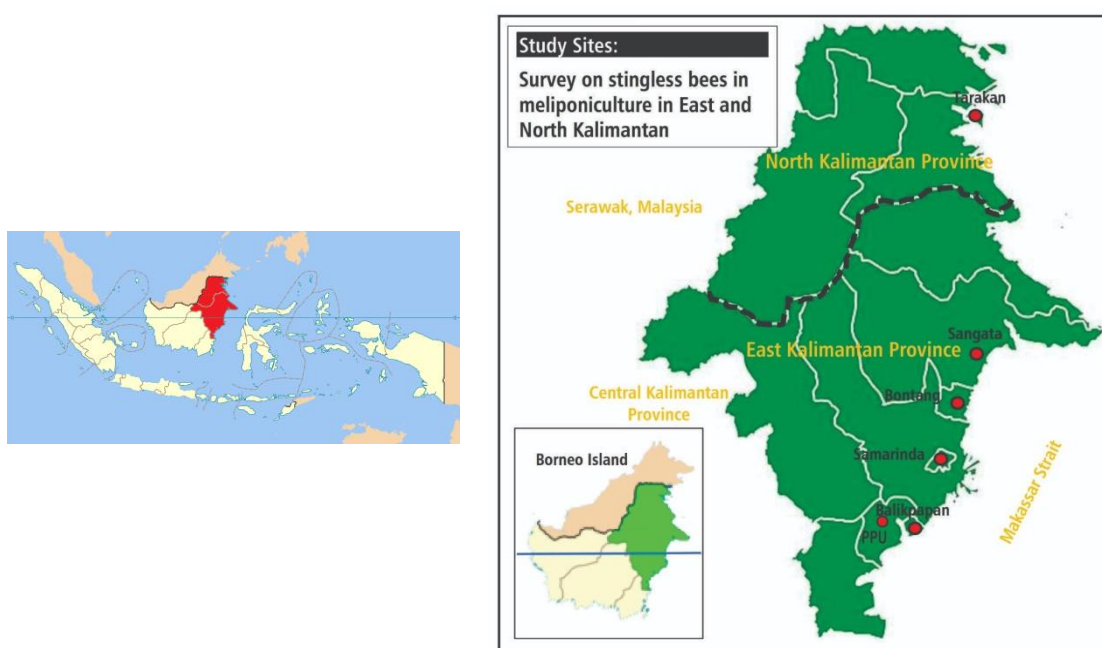 Study Sites:
Survey on stingless bees in
meliponiculture in East and
North Kalimantan
Tarakan
North Kalimantan Province
Serawak, Malaysia
Sangata
East Kalimantan Province
Central Kalimantan
Province
Bontang
Borneo Island
Samarinda
Makassar Strait
Balikpapan
PPU